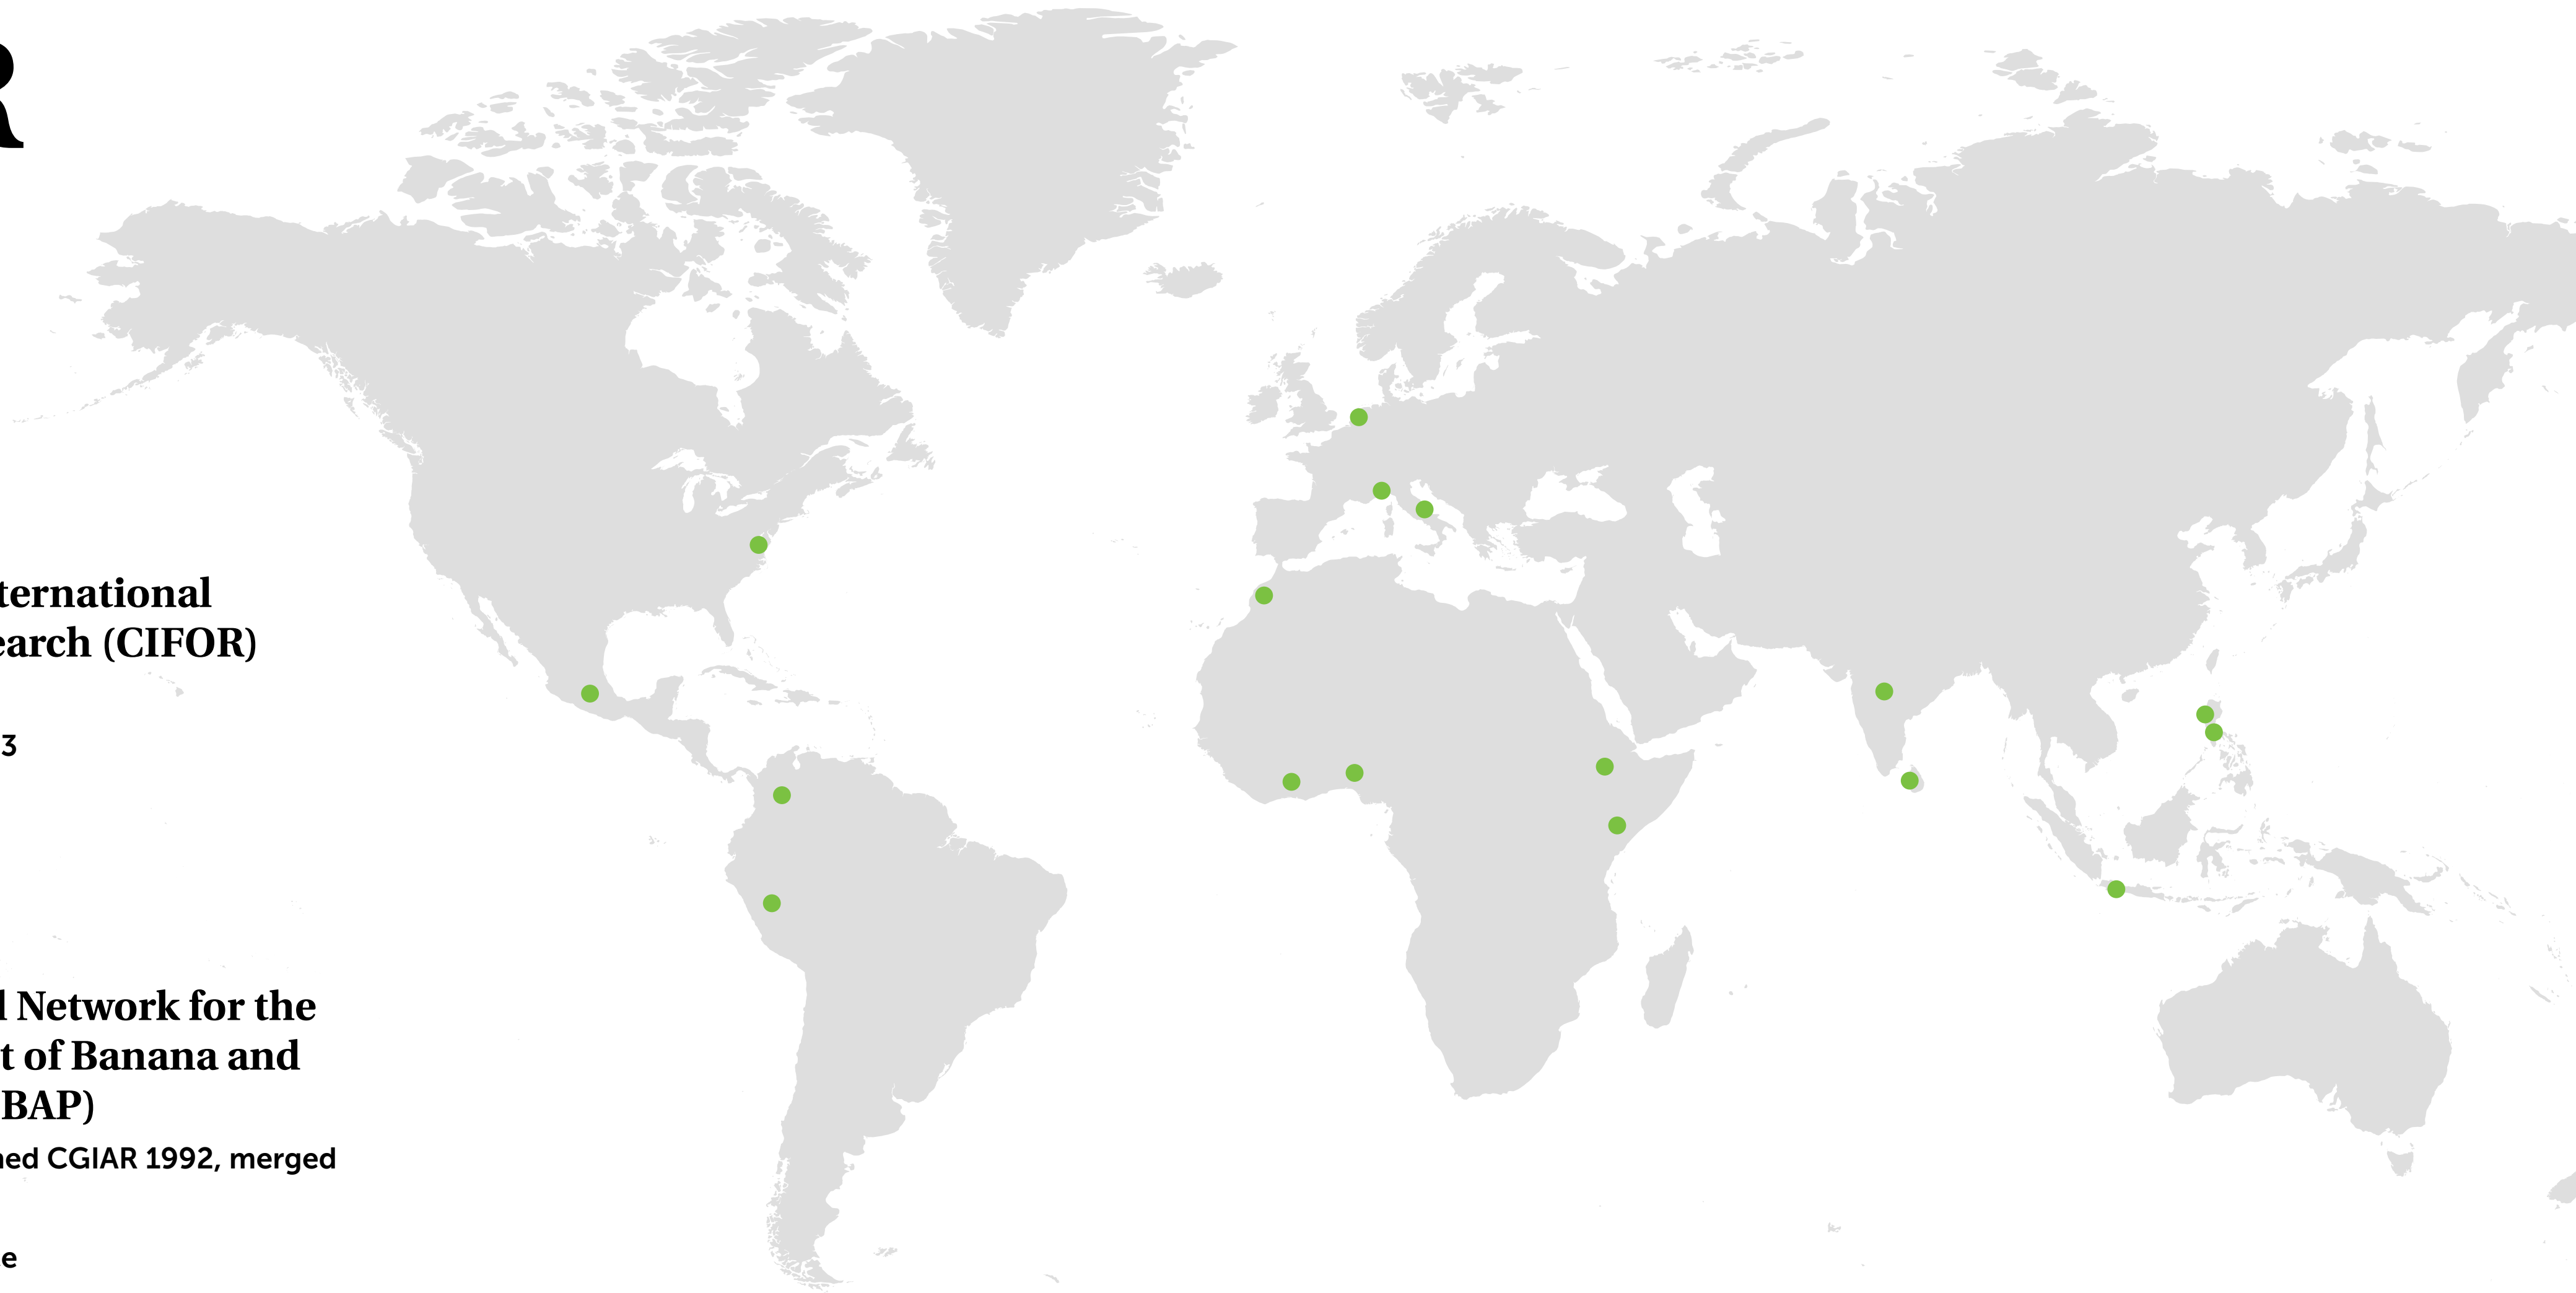 R
ternational
earch (CIFOR)
3
l Network for the
t of Banana and
BAP)
ned CGIAR 1992, merged
e